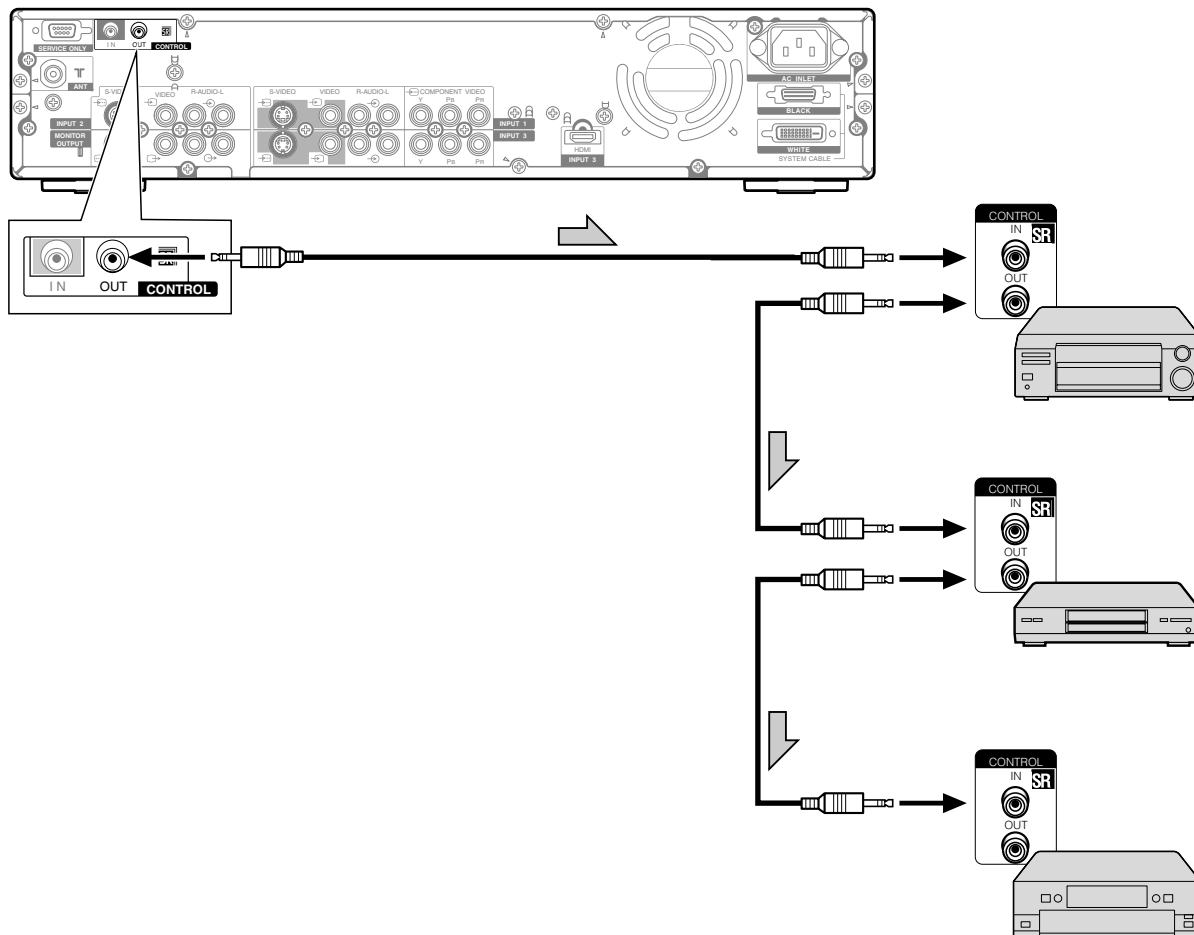 SERVICE ONLY
IN OUT SR CONTROL
ANT
S-VIDEO VIDEO R-AUDIO-L
S-VIDEO VIDEO R-AUDIO-L
COMPONENT VIDEO
Y PB PR
INPUT 2
MONITOR OUTPUT
INPUT 1
INPUT 3
Y PB PR
HDMI
INPUT 3
AC INLET
BLACK
WHITE
SYSTEM CABLE
IN OUT CONTROL
CONTROL
IN SR
OUT
CONTROL
IN SR
OUT
CONTROL
IN SR
OUT